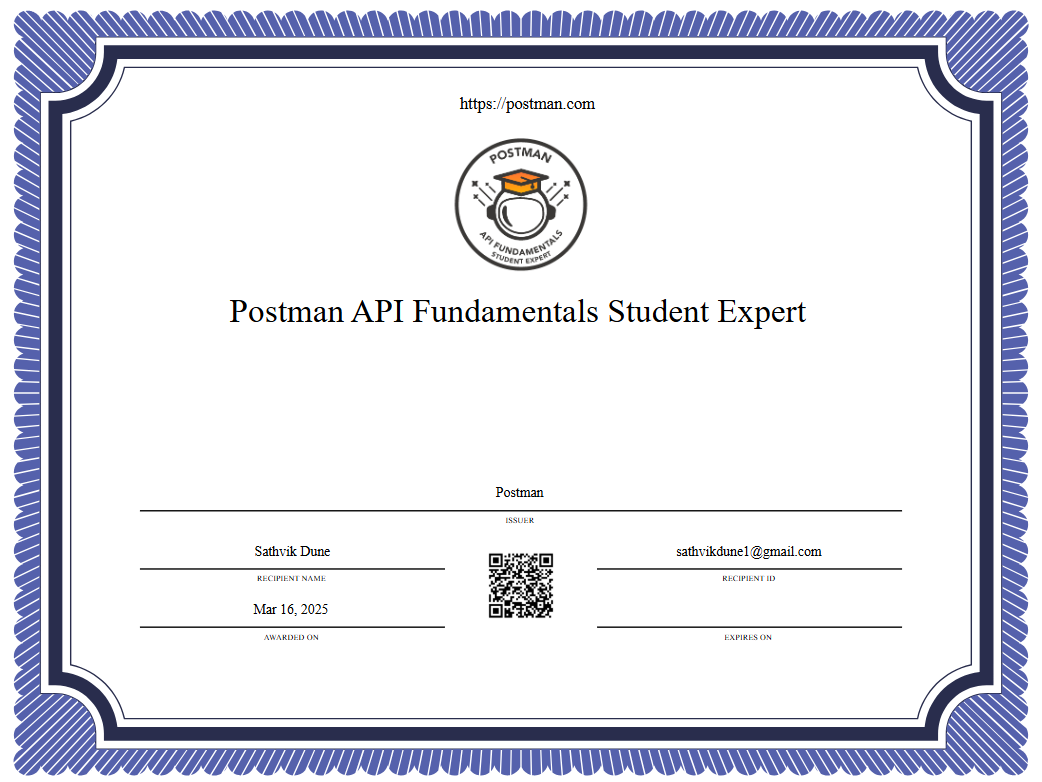 https://postman.com
POSTMAN
API FUNDAMENTALS
STUDENT EXPERT
Postman API Fundamentals Student Expert
Postman
ISSUER
Sathvik Dune
RECIPIENT NAME
sathvikdune1@gmail.com
RECIPIENT ID
Mar 16, 2025
AWARDED ON
EXPIRES ON